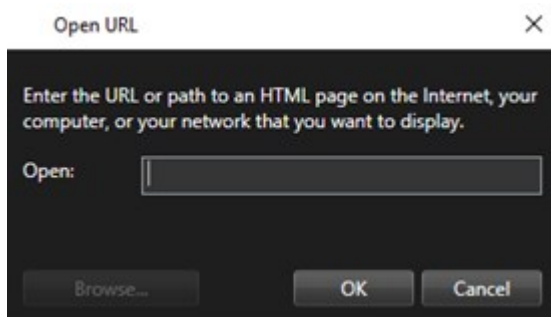 Open URL
Enter the URL or path to an HTML page on the Internet, your
computer, or your network that you want to display.
Open:
Browse...
OK
Cancel